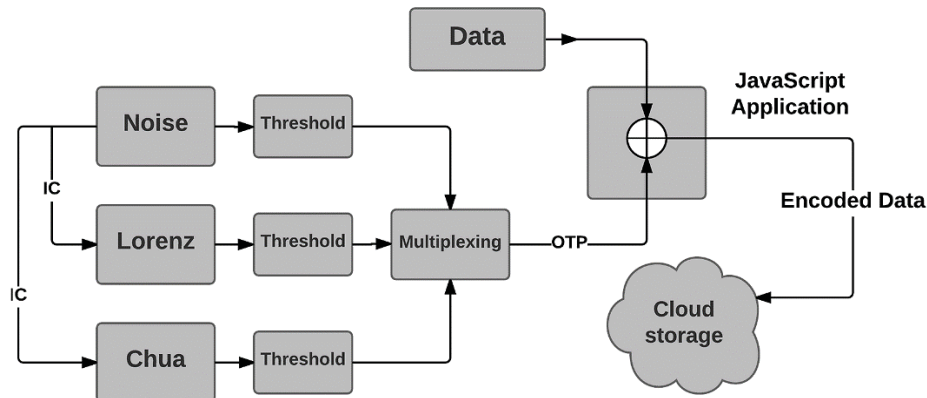 Data
JavaScript
Application
Noise
Threshold
IC
Encoded Data
Lorenz
Threshold
Multiplexing
OTP
IC
Cloud
storage
Chua
Threshold